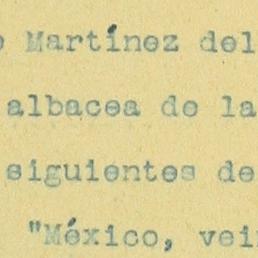 Martínez del
albacea de la
siguientes de
"México, vei